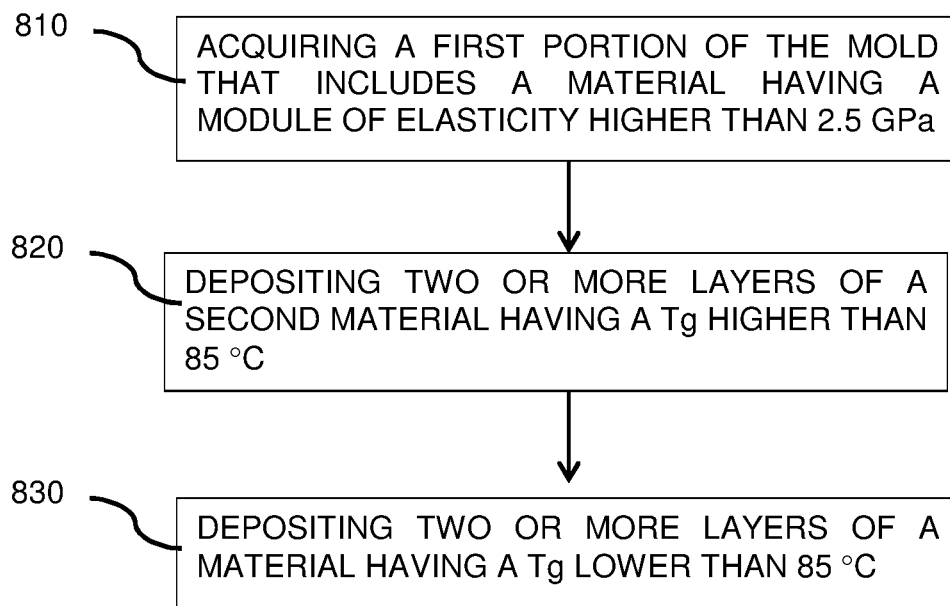 810
ACQUIRING A FIRST PORTION OF THE MOLD
THAT INCLUDES A MATERIAL HAVING A
MODULE OF ELASTICITY HIGHER THAN 2.5 GPa
820
DEPOSITING TWO OR MORE LAYERS OF A
SECOND MATERIAL HAVING A Tg HIGHER THAN
85 °C
830
DEPOSITING TWO OR MORE LAYERS OF A
MATERIAL HAVING A Tg LOWER THAN 85 °C